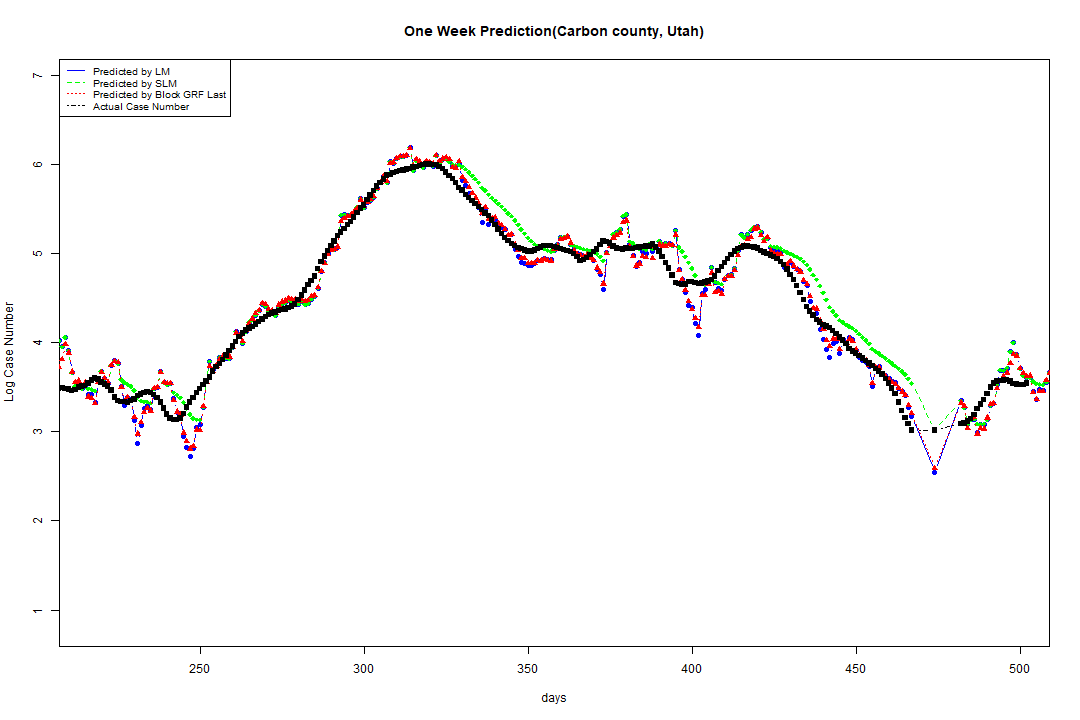 One Week Prediction(Carbon county, Utah)
Predicted by LM
Predicted by SLM
Predicted by Block GRF Last
Actual Case Number
7
6
5
4
3
2
1
Log Case Number
250 300 350 400 450 500
days